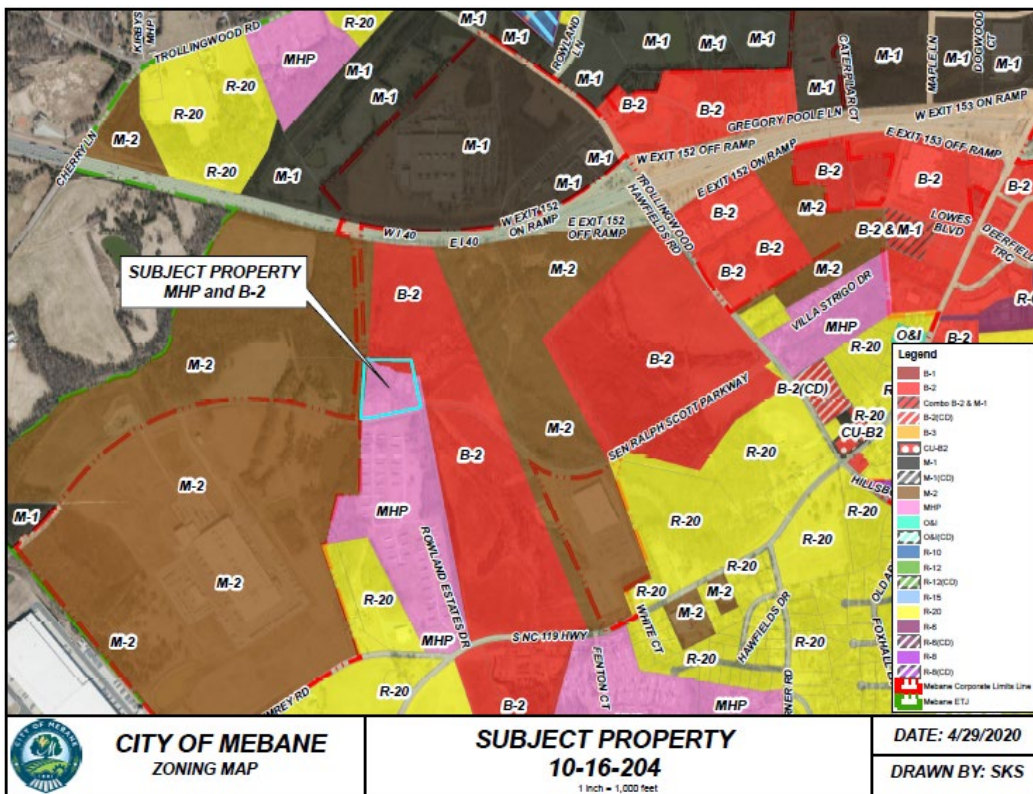 KIRBYS
MHP
TROLLINGWOOD RD
R-20
MHP
M-1
M-1
ROWLAND
LN
M-1
M-1
M-1
M-1
CATERPILLAR CT
M-1
MAPLE LN
M-1
DOGWOOD
CT
M-1
R-20
R-20
M-2
R-20
CHERRY LN
M-1
M-1
M-1
M-1
M-1
B-2
B-2
GREGORY POOLE LN
W EXIT 153 ON RAMP
W EXIT 152 OFF RAMP
E EXIT 152 ON RAMP
E EXIT 153 OFF RAMP
W I 40
E I 40
W EXIT 152
ON RAMP
E EXIT 152
OFF RAMP
TROLLINGWOOD
HAWFIELDS RD
B-2
B-2
B-2
M-2
B-2
B-2
B-2 & M-1
LOWES
BLVD
DEERFIELD
TRC
SUBJECT PROPERTY
MHP and B-2
B-2
M-2
B-2
B-2
M-2
VILLA STRIGO DR
MHP
R-20
O&I
B-2
M-2
B-2
B-2(CD)
R-20
CU-B2
M-2
SEN RALPH SCOTT PARKWAY
R-20
B-2
M-2
M-1
M-2
M-2
MHP
ROWLAND ESTATES DR
R-20
MHP
R-20
R-20
R-20
R-20
WHITE CT
M-2
M-2
HAWFIELDS DR
R-20
R-20
S NC 119 HWY
FENTON CT
R-20
B-2
MHP
Legend
B-1
B-2
Combo B-2 & M-1
B-2(CD)
B-3
CU-B2
M-1
M-1(CD)
M-2
MHP
O&I
O&I(CD)
R-10
R-12
R-12(CD)
R-15
R-20
R-6
R-6(CD)
R-8
R-8(CD)
Mebane Corporate Limits Line
Mebane ETJ
CITY OF MEBANE
CITY OF MEBANE
ZONING MAP
SUBJECT PROPERTY
10-16-204
1 inch = 1,000 feet
DATE: 4/29/2020
DRAWN BY: SKS